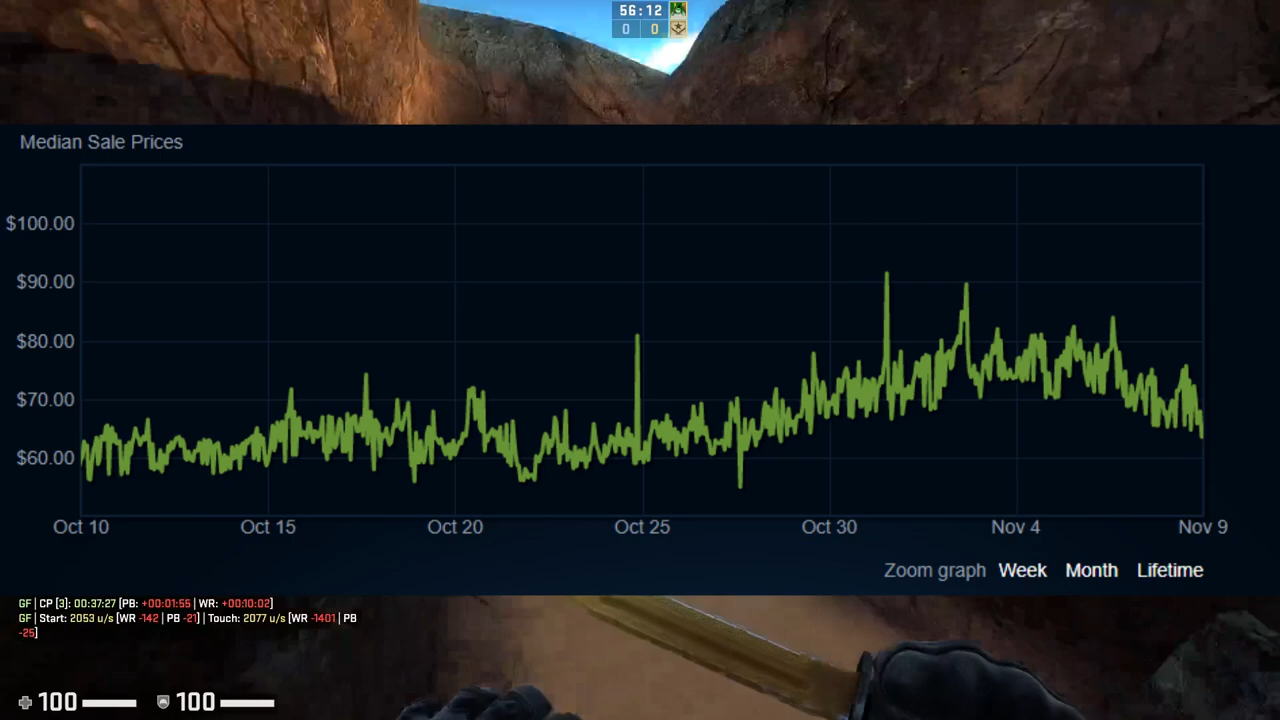 56:12
0 0
Median Sale Prices
$100.00
$90.00
$80.00
$70.00
$60.00
Oct 10 Oct 15 Oct 20 Oct 25 Oct 30 Nov 4 Nov 9
Zoom graph Week Month Lifetime
GF | CP [3]: 00:37:27 [PB: +00:01:55 | WR: +00:10:02]
GF | Start: 2053 u/s [WR -142 | PB -21] | Touch: 2077 u/s [WR -1401 | PB
-25]
100 100